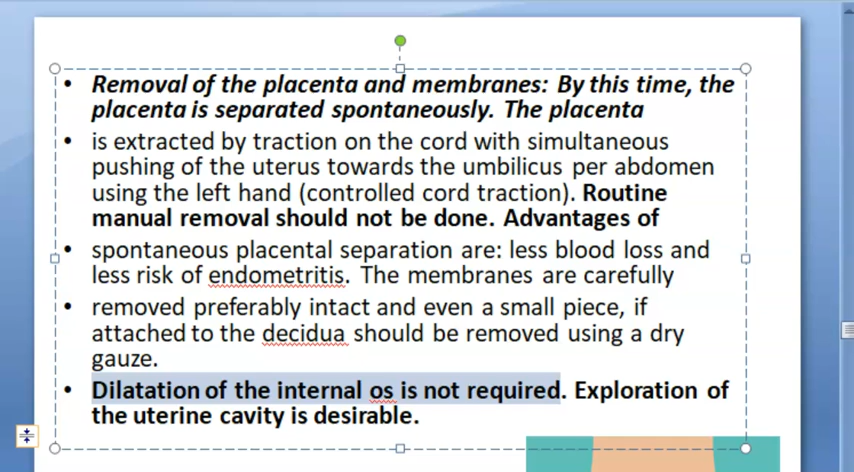 • Removal of the placenta and membranes: By this time, the
placenta is separated spontaneously. The placenta
• is extracted by traction on the cord with simultaneous
pushing of the uterus towards the umbilicus per abdomen
using the left hand (controlled cord traction). Routine
manual removal should not be done. Advantages of
• spontaneous placental separation are: less blood loss and
less risk of endometritis. The membranes are carefully
• removed preferably intact and even a small piece, if
attached to the decidua should be removed using a dry
gauze.
• Dilatation of the internal os is not required. Exploration of
the uterine cavity is desirable.